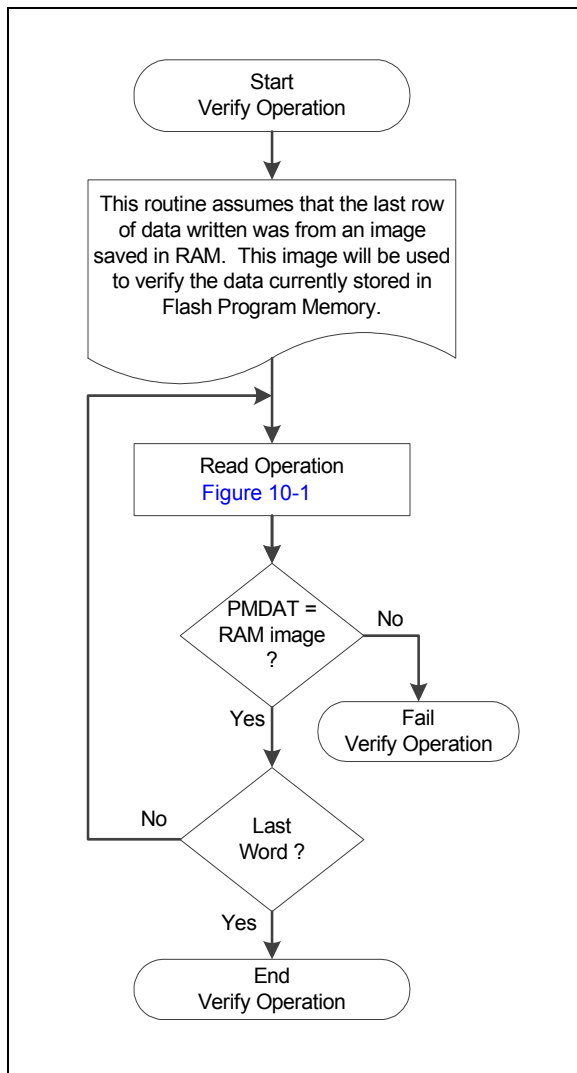 Start
Verify Operation
This routine assumes that the last row
of data written was from an image
saved in RAM. This image will be used
to verify the data currently stored in
Flash Program Memory.
Read Operation
Figure 10-1
PMDAT =
RAM image
?
No
Yes
Fail
Verify Operation
No
Last
Word ?
Yes
End
Verify Operation